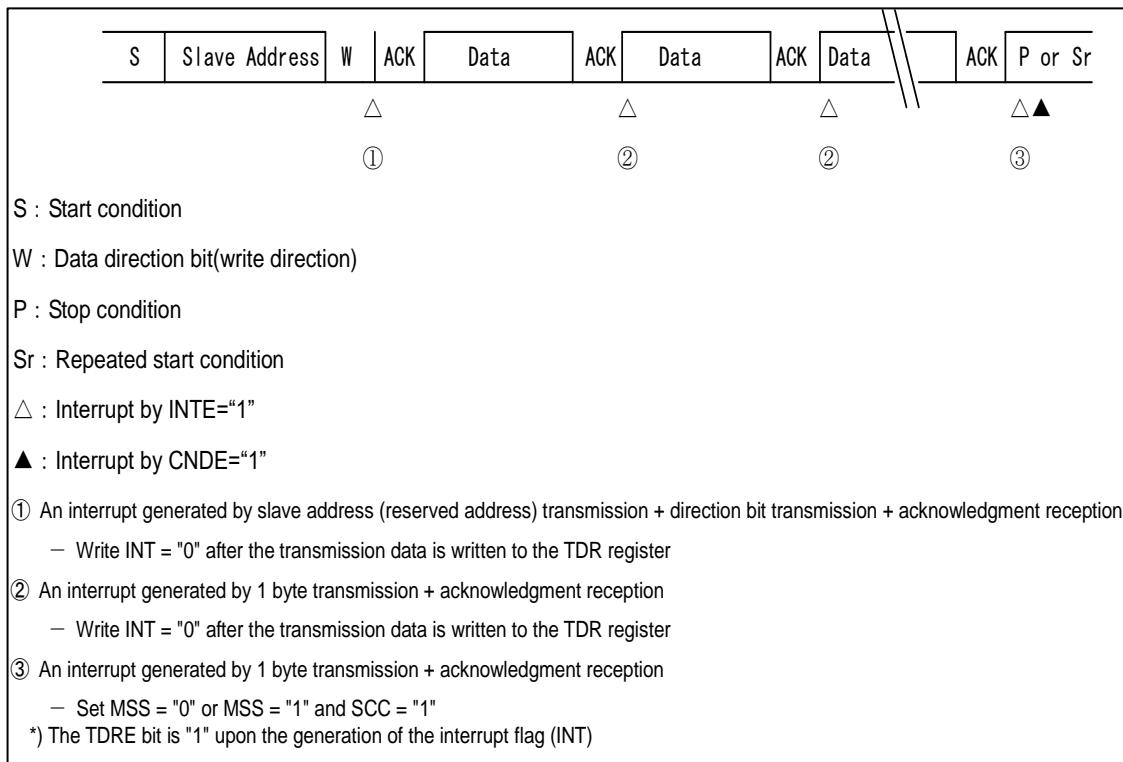 S Slave Address W ACK Data ACK Data ACK Data ACK P or Sr
△ △ △ △▲
① ② ② ③
S : Start condition
W : Data direction bit(write direction)
P : Stop condition
Sr : Repeated start condition
△ : Interrupt by INTE=“1”
▲ : Interrupt by CNDE=“1”
① An interrupt generated by slave address (reserved address) transmission + direction bit transmission + acknowledgment reception
－ Write INT = "0" after the transmission data is written to the TDR register
② An interrupt generated by 1 byte transmission + acknowledgment reception
－ Write INT = "0" after the transmission data is written to the TDR register
③ An interrupt generated by 1 byte transmission + acknowledgment reception
－ Set MSS = "0" or MSS = "1" and SCC = "1"
*) The TDRE bit is "1" upon the generation of the interrupt flag (INT)